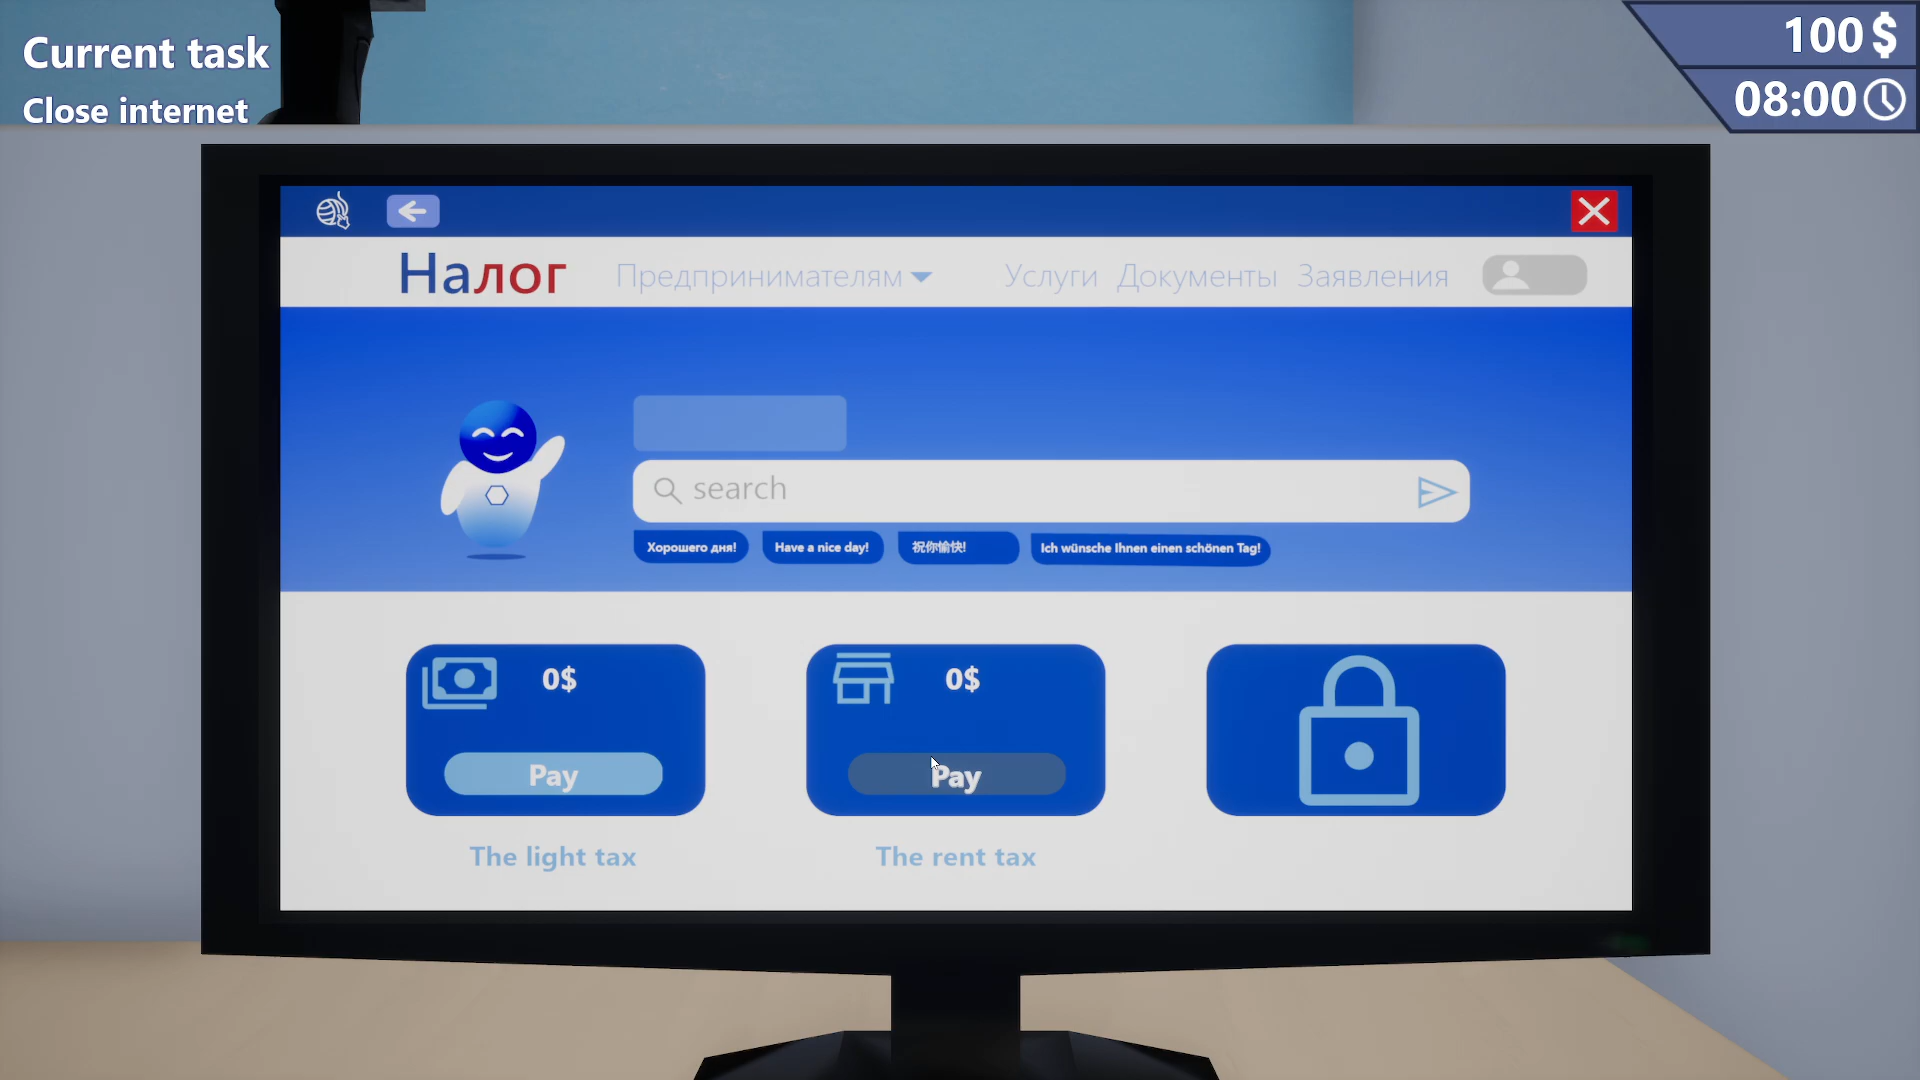 Current task
Close internet
100$
08:00
Налог Предпринимателям Услуги Документы Заявления
search
Хорошего дня! Have a nice day! 祝你愉快! Ich wünsche Ihnen einen schönen Tag!
0$ 0$
Pay Pay
The light tax The rent tax